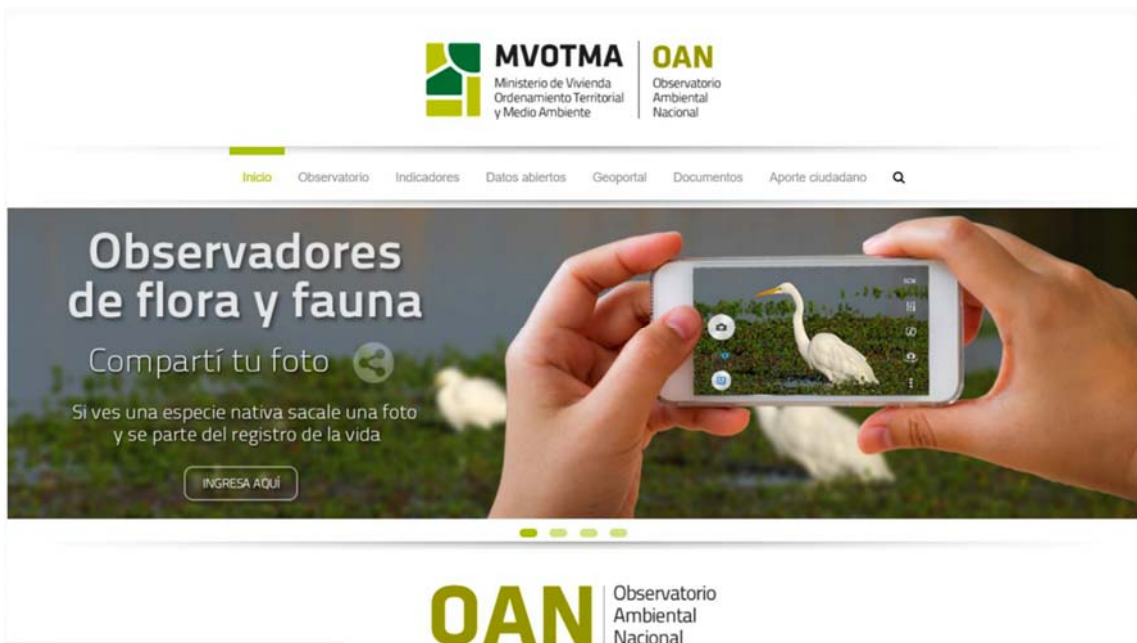 MVOTMA
Ministerio de Vivienda
Ordenamiento Territorial
y Medio Ambiente
OAN
Observatorio
Ambiental
Nacional
Inicio Observatorio Indicadores Datos abiertos Geoportal Documentos Aporte ciudadano
Observadores
de flora y fauna
Compartí tu foto
Si ves una especie nativa sacale una foto
y se parte del registro de la vida
INGRESA AQUÍ
OAN
Observatorio
Ambiental
Nacional